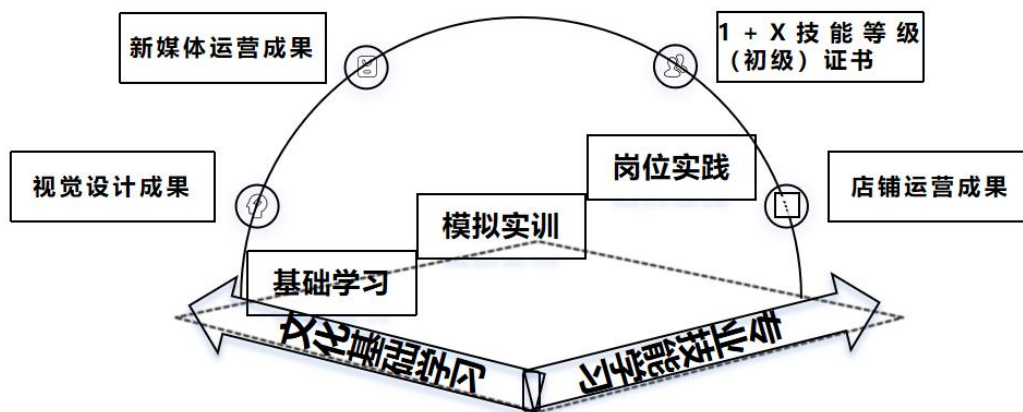 新媒体运营成果
1+X技能等级
(初级)证书
视觉设计成果
岗位实践
店铺运营成果
模拟实训
基础学习
文化基础学习
专业技能学习